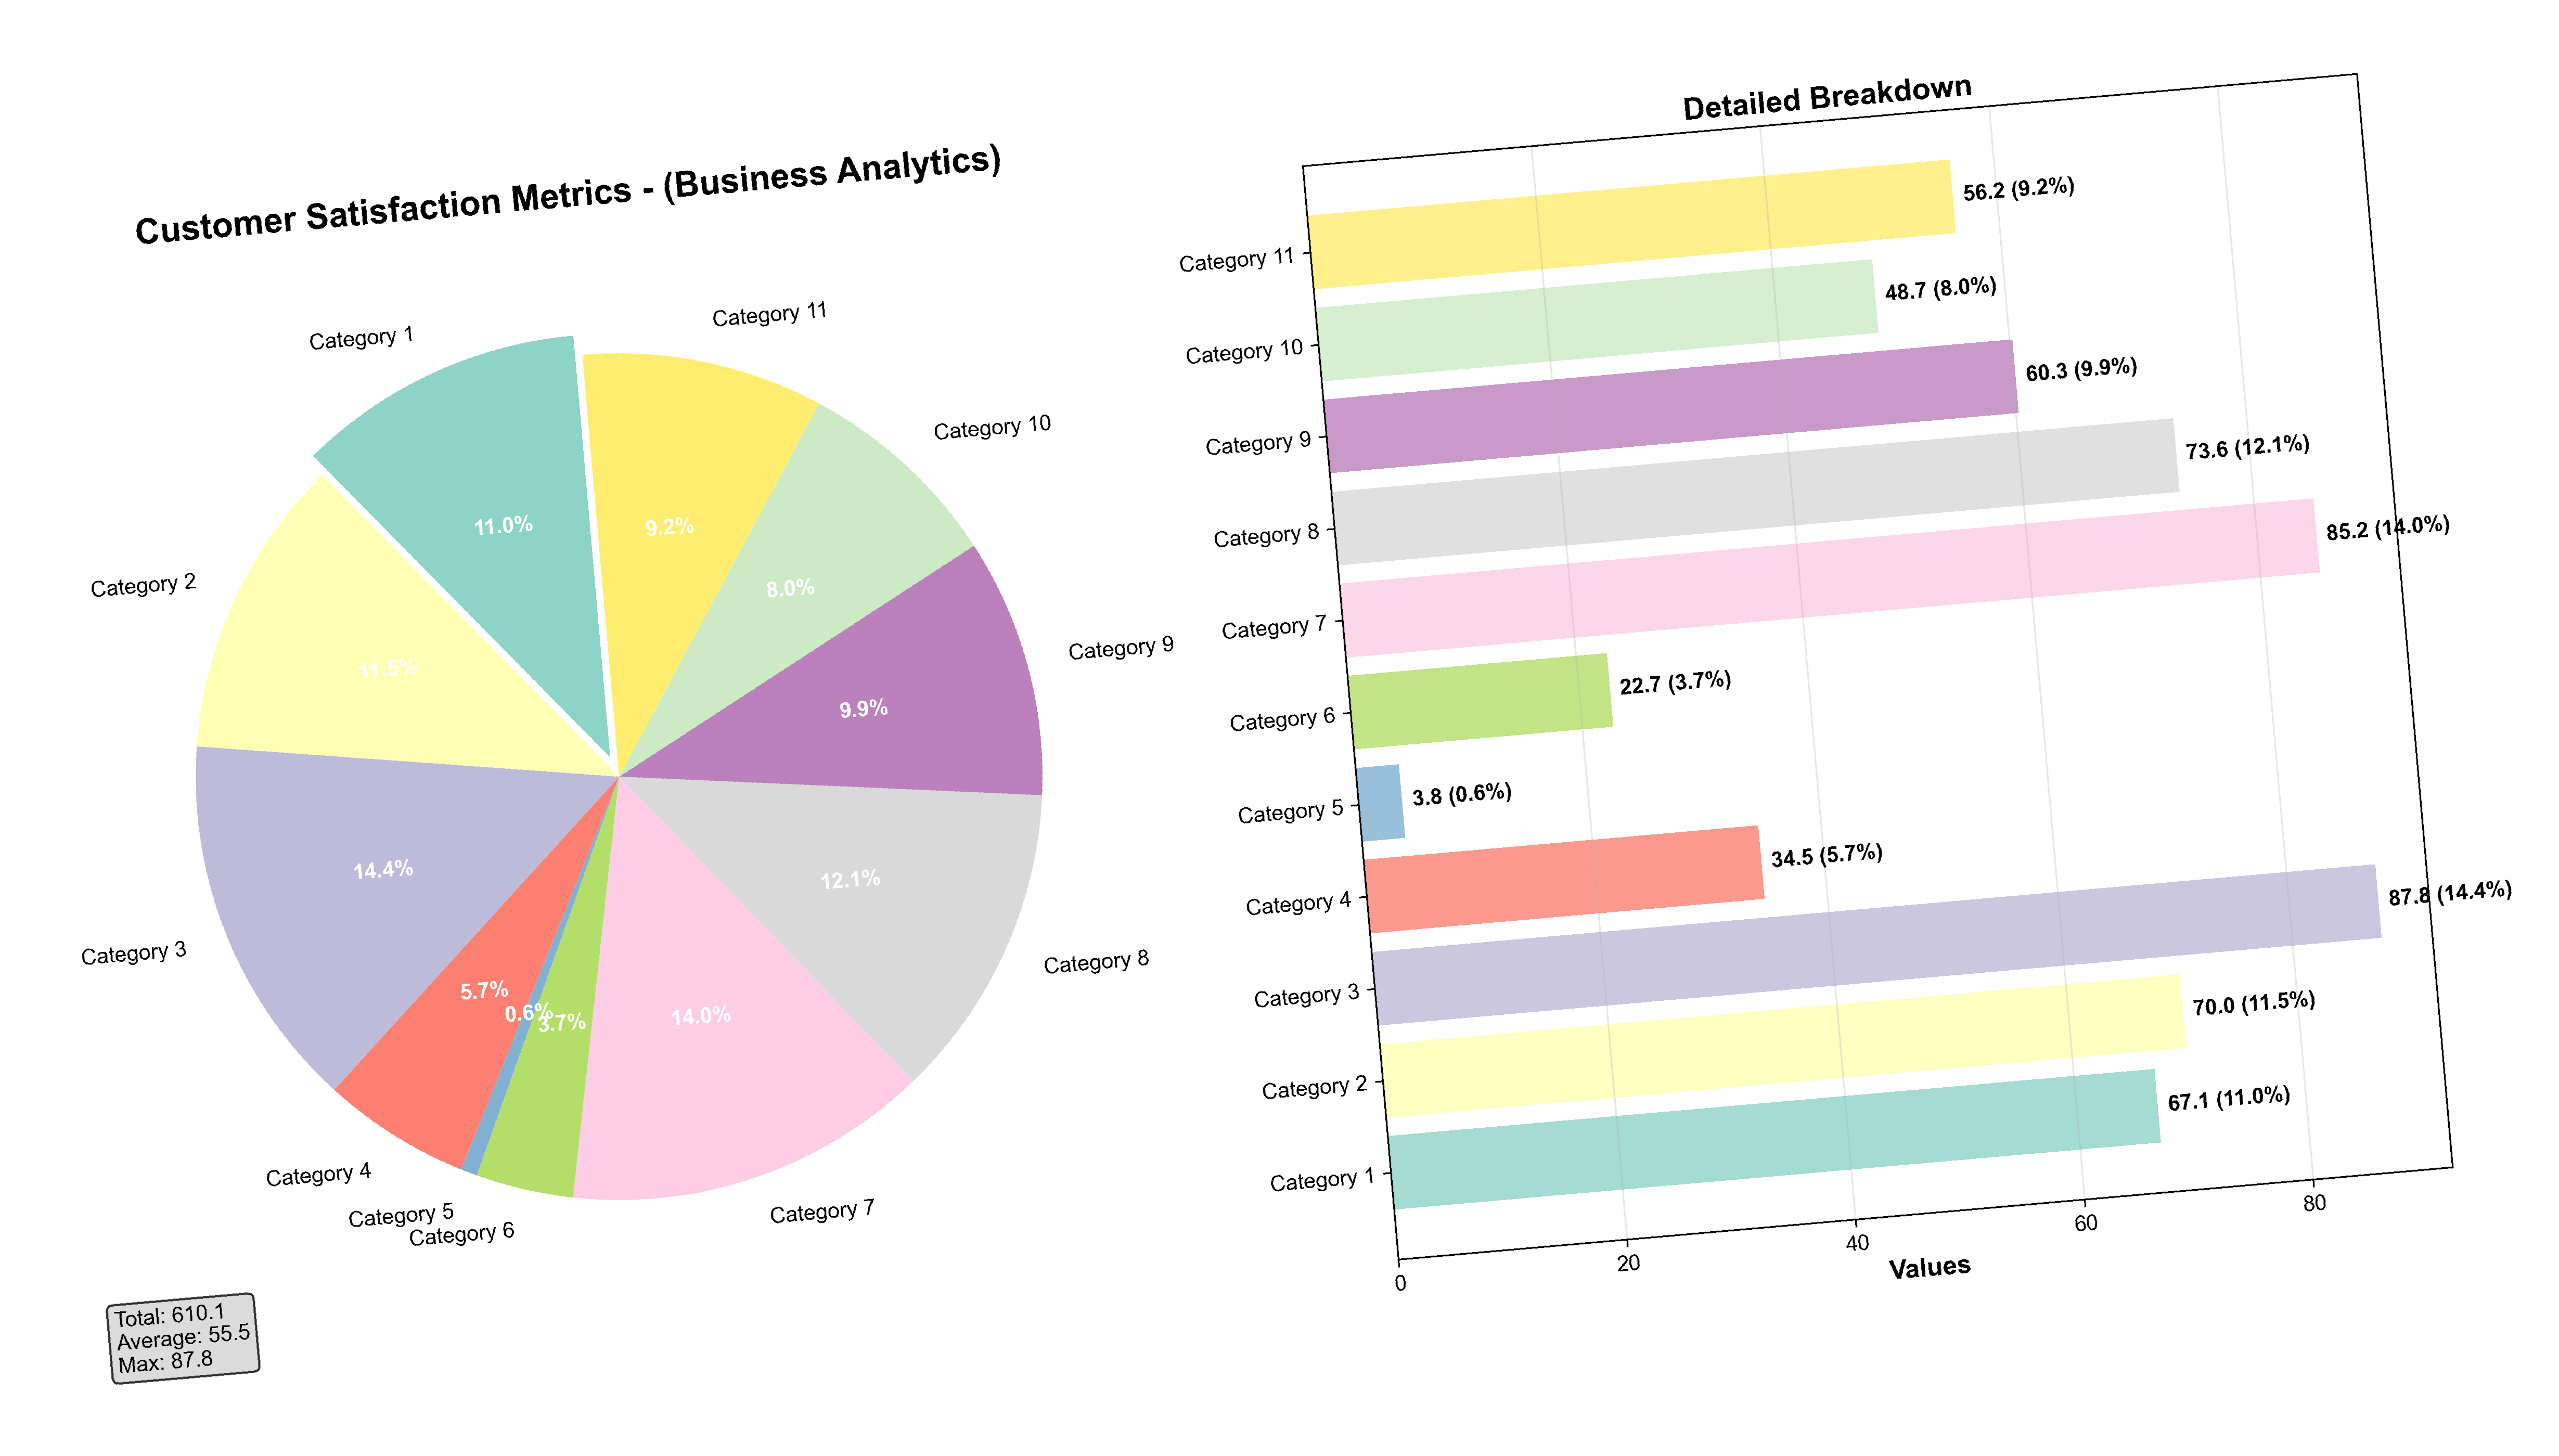 Customer Satisfaction Metrics - (Business Analytics)
Category 1
Category 11
Category 10
Category 2
Category 9
Category 3
Category 8
Category 4
Category 5
Category 6
Category 7
11.0%
9.2%
8.0%
11.5%
9.9%
14.4%
12.1%
5.7%
0.6%
3.7%
14.0%
Total: 610.1
Average: 55.5
Max: 87.8
Detailed Breakdown
Category 11
56.2 (9.2%)
Category 10
48.7 (8.0%)
Category 9
60.3 (9.9%)
Category 8
73.6 (12.1%)
Category 7
85.2 (14.0%)
Category 6
22.7 (3.7%)
Category 5
3.8 (0.6%)
Category 4
34.5 (5.7%)
Category 3
87.8 (14.4%)
Category 2
70.0 (11.5%)
Category 1
67.1 (11.0%)
0
20
40
60
80
Values